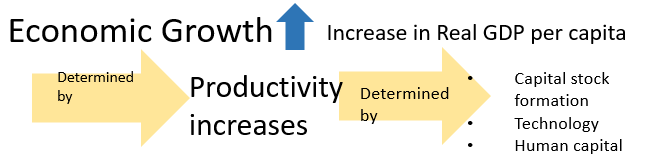 Economic Growth
Increase in Real GDP per capita
Determined
by
Productivity
increases
Determined
by
• Capital stock
formation
• Technology
• Human capital